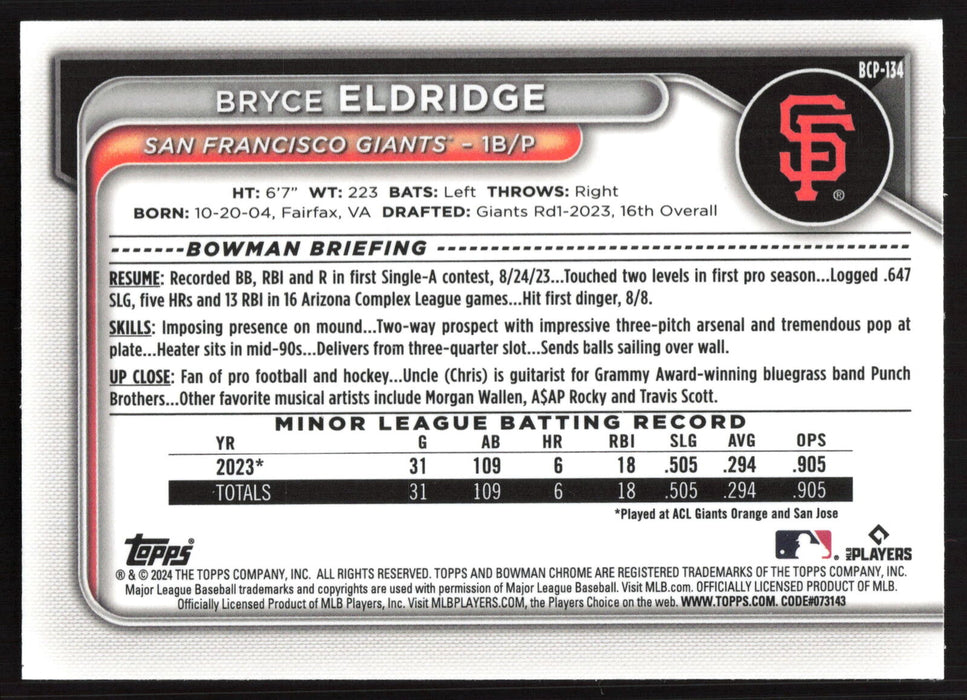 BCP-134
BRYCE ELDRIDGE
SAN FRANCISCO GIANTS™ – 1B/P
SF®
HT: 6'7" WT: 223 BATS: Left THROWS: Right
BORN: 10-20-04, Fairfax, VA DRAFTED: Giants Rd1-2023, 16th Overall
BOWMAN BRIEFING
RESUME: Recorded BB, RBI and R in first Single-A contest, 8/24/23...Touched two levels in first pro season...Logged .647
SLG, five HRs and 13 RBI in 16 Arizona Complex League games...Hit first dinger, 8/8.
SKILLS: Imposing presence on mound...Two-way prospect with impressive three-pitch arsenal and tremendous pop at
plate...Heater sits in mid-90s...Delivers from three-quarter slot...Sends balls sailing over wall.
UP CLOSE: Fan of pro football and hockey...Uncle (Chris) is guitarist for Grammy Award-winning bluegrass band Punch
Brothers...Other favorite musical artists include Morgan Wallen, A$AP Rocky and Travis Scott.
MINOR LEAGUE BATTING RECORD
YR G AB HR RBI SLG AVG OPS
2023* 31 109 6 18 .505 .294 .905
TOTALS 31 109 6 18 .505 .294 .905
*Played at ACL Giants Orange and San Jose
Topps® MLB PLAYERS
® & © 2024 THE TOPPS COMPANY, INC. ALL RIGHTS RESERVED. TOPPS AND BOWMAN CHROME ARE REGISTERED TRADEMARKS OF THE TOPPS COMPANY, INC.
Major League Baseball trademarks and copyrights are used with permission of Major League Baseball. Visit MLB.com. OFFICIALLY LICENSED PRODUCT OF MLB.
Officially Licensed Product of MLB Players, Inc. Visit MLBPLAYERS.COM, the Players Choice on the web. WWW.TOPPS.COM. CODE#073143